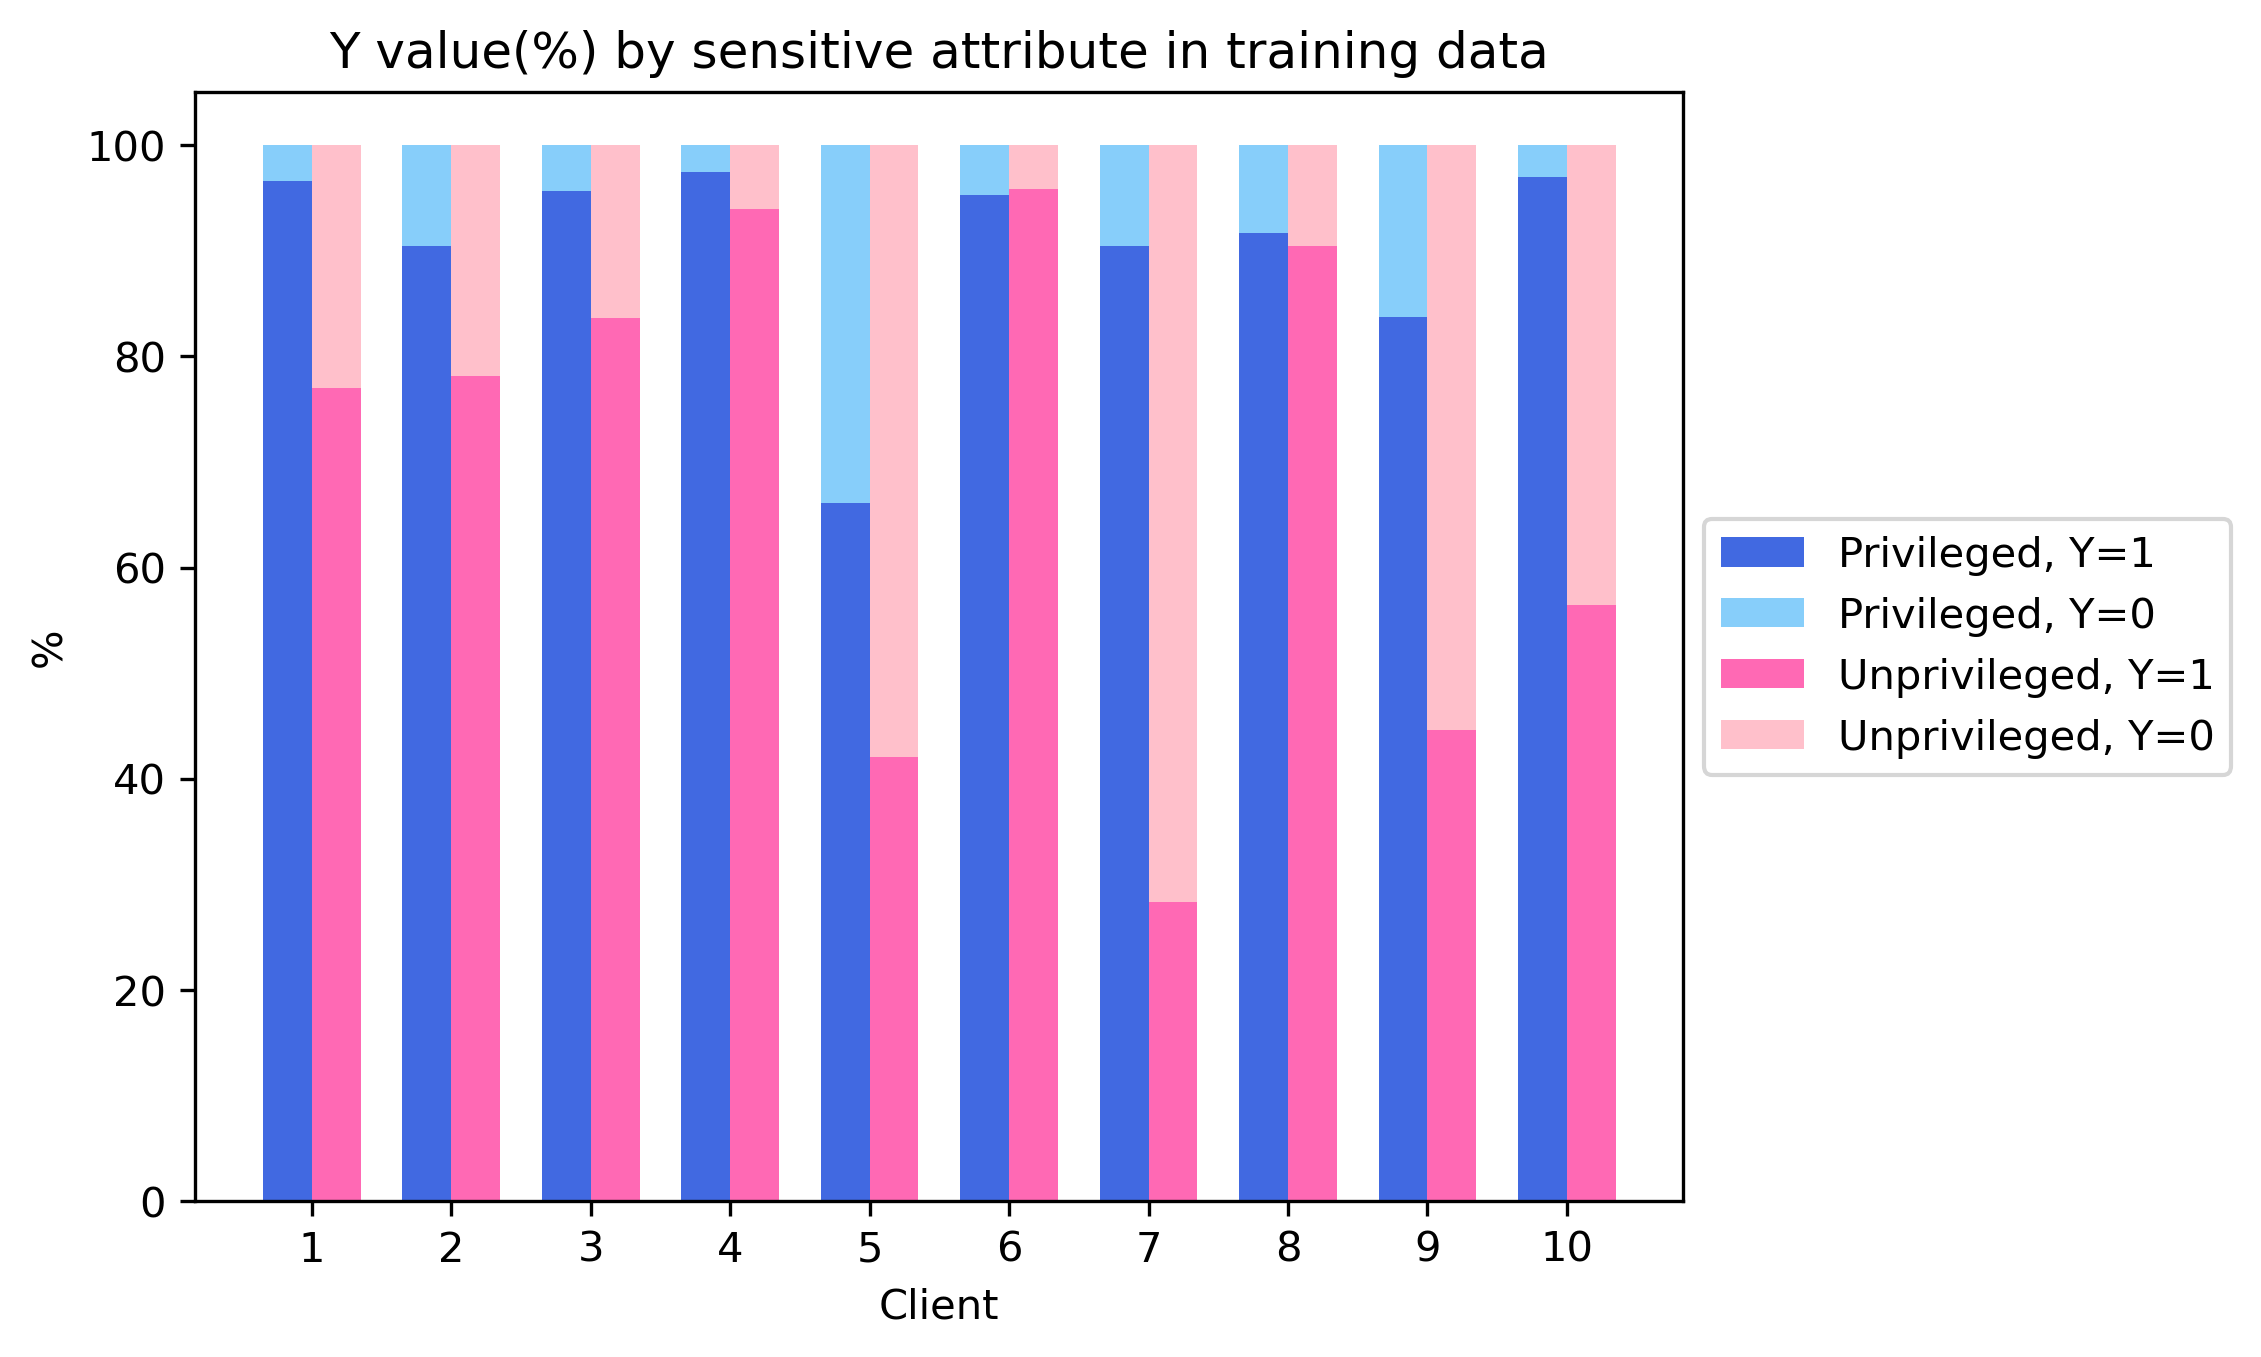 Y value(%) by sensitive attribute in training data
100
80
60
40
20
0
%
1 2 3 4 5 6 7 8 9 10
Client
Privileged, Y=1
Privileged, Y=0
Unprivileged, Y=1
Unprivileged, Y=0